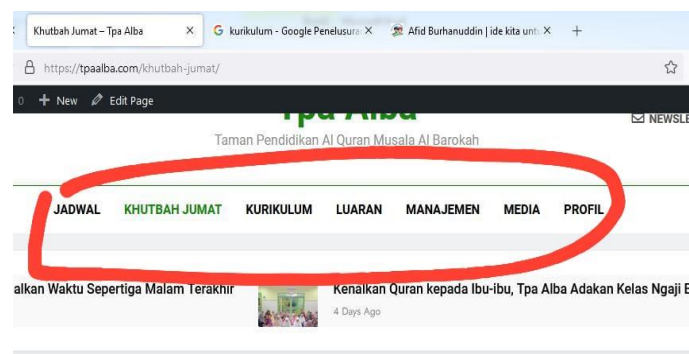 Khutbah Jumat – Tpa Alba
kurikulum - Google Penelusura
Afid Burhanuddin | ide kita unt
https://tpaalba.com/khutbah-jumat/
0 + New Edit Page
Tpa Alba
Taman Pendidikan Al Quran Musala Al Barokah
NEWSLE
JADWAL KHUTBAH JUMAT KURIKULUM LUARAN MANAJEMEN MEDIA PROFIL
alkan Waktu Sepertiga Malam Terakhir
Kenalkan Quran kepada Ibu-ibu, Tpa Alba Adakan Kelas Ngaji
4 Days Ago